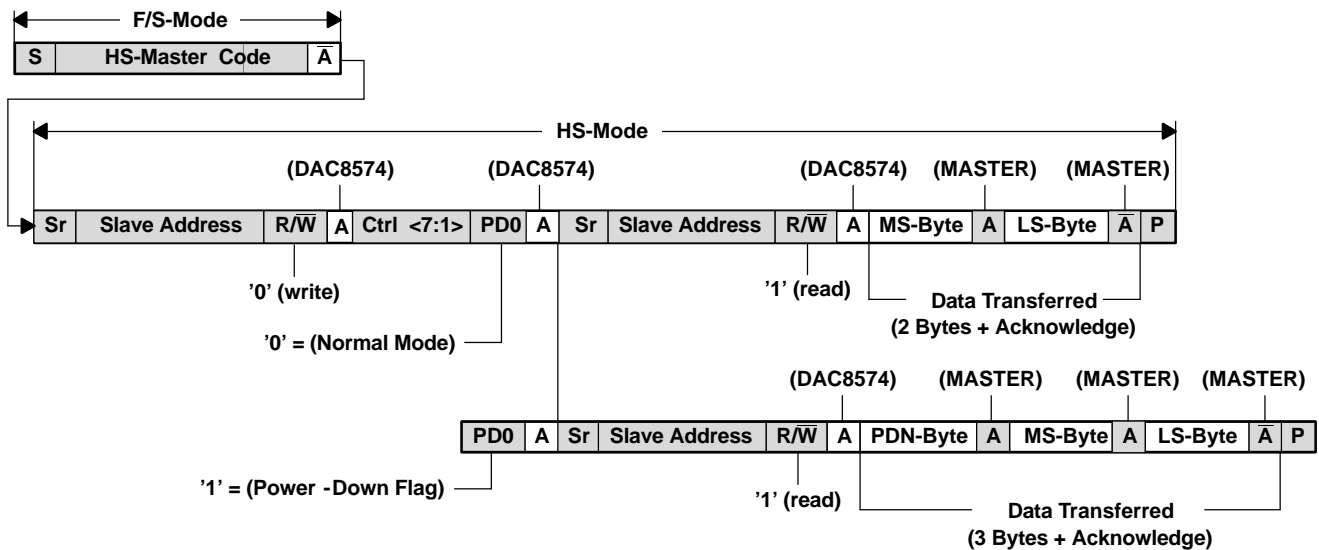 F/S-Mode
S HS-Master Code A̅
HS-Mode
(DAC8574) (DAC8574) (DAC8574) (MASTER) (MASTER)
Sr Slave Address R/W̅ A Ctrl <7:1> PD0 A Sr Slave Address R/W̅ A MS-Byte A LS-Byte A̅ P
'0' (write) '1' (read) Data Transferred
(2 Bytes + Acknowledge)
'0' = (Normal Mode)
(DAC8574) (MASTER) (MASTER) (MASTER)
PD0 A Sr Slave Address R/W̅ A PDN-Byte A MS-Byte A LS-Byte A̅ P
'1' = (Power -Down Flag) '1' (read) Data Transferred
(3 Bytes + Acknowledge)